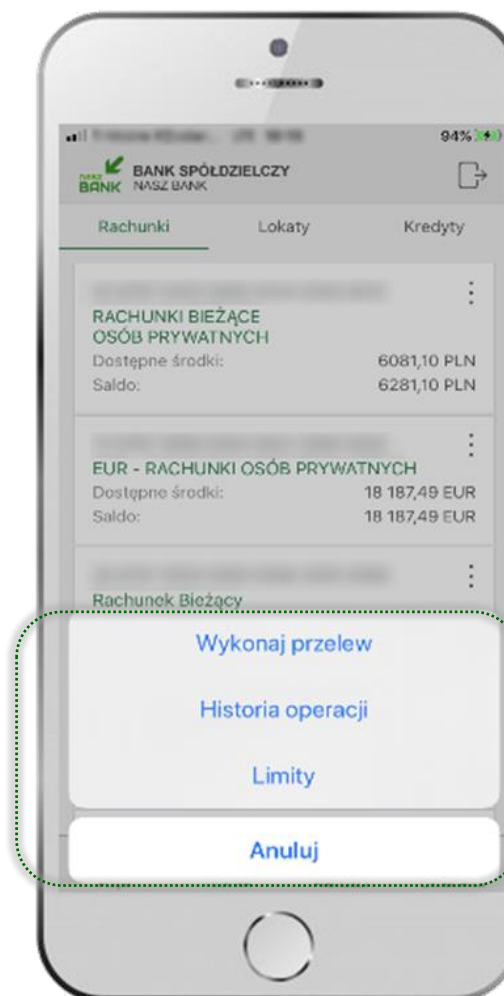 94%
NASZ BANK
BANK SPÓŁDZIELCZY
NASZ BANK
Rachunki Lokaty Kredyty
RACHUNKI BIEŻĄCE
OSÓB PRYWATNYCH
Dostępne środki: 6081,10 PLN
Saldo: 6281,10 PLN
EUR - RACHUNKI OSÓB PRYWATNYCH
Dostępne środki: 18 187,49 EUR
Saldo: 18 187,49 EUR
Rachunek Bieżący
Wykonaj przelew
Historia operacji
Limity
Anuluj